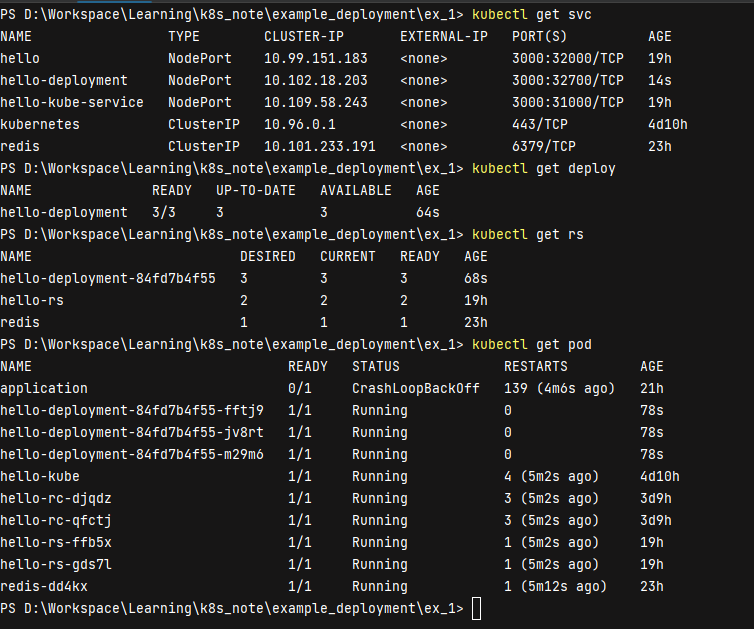 PS D:\Workspace\Learning\k8s_note\example_deployment\ex_1> kubectl get svc
NAME                 TYPE        CLUSTER-IP       EXTERNAL-IP   PORT(S)          AGE
hello                NodePort    10.99.151.183    <none>        3000:32000/TCP   19h
hello-deployment     NodePort    10.102.18.203    <none>        3000:32700/TCP   14s
hello-kube-service   NodePort    10.109.58.243    <none>        3000:31000/TCP   19h
kubernetes           ClusterIP   10.96.0.1        <none>        443/TCP          4d10h
redis                ClusterIP   10.101.233.191   <none>        6379/TCP         23h
PS D:\Workspace\Learning\k8s_note\example_deployment\ex_1> kubectl get deploy
NAME               READY   UP-TO-DATE   AVAILABLE   AGE
hello-deployment   3/3     3            3           64s
PS D:\Workspace\Learning\k8s_note\example_deployment\ex_1> kubectl get rs
NAME                          DESIRED   CURRENT   READY   AGE
hello-deployment-84fd7b4f55   3         3         3       68s
hello-rs                      2         2         2       19h
redis                         1         1         1       23h
PS D:\Workspace\Learning\k8s_note\example_deployment\ex_1> kubectl get pod
NAME                                READY   STATUS             RESTARTS         AGE
application                         0/1     CrashLoopBackOff   139 (4m6s ago)   21h
hello-deployment-84fd7b4f55-fftj9   1/1     Running            0                78s
hello-deployment-84fd7b4f55-jv8rt   1/1     Running            0                78s
hello-deployment-84fd7b4f55-m29m6   1/1     Running            0                78s
hello-kube                          1/1     Running            4 (5m2s ago)     4d10h
hello-rc-djqdz                      1/1     Running            3 (5m2s ago)     3d9h
hello-rc-qfctj                      1/1     Running            3 (5m2s ago)     3d9h
hello-rs-ffb5x                      1/1     Running            1 (5m2s ago)     19h
hello-rs-gds7l                      1/1     Running            1 (5m2s ago)     19h
redis-dd4kx                         1/1     Running            1 (5m12s ago)    23h
PS D:\Workspace\Learning\k8s_note\example_deployment\ex_1>